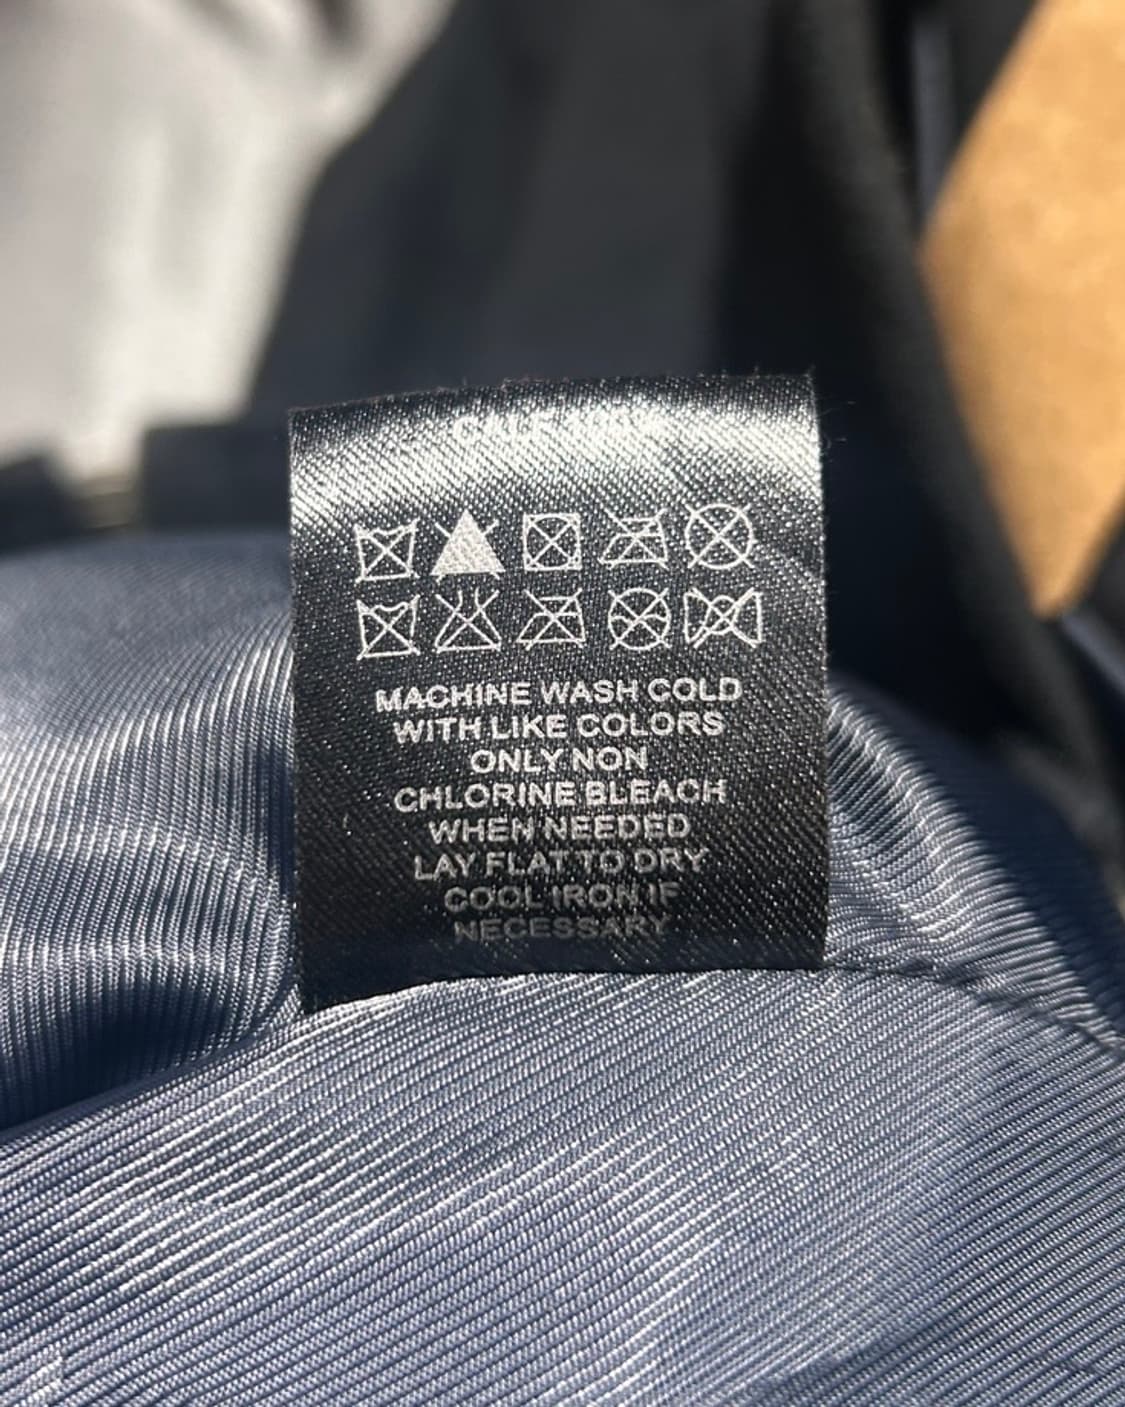 MACHINE WASH COLD
WITH LIKE COLORS
ONLY NON
CHLORINE BLEACH
WHEN NEEDED
LAY FLAT TO DRY
COOL IRON IF
NECESSARY